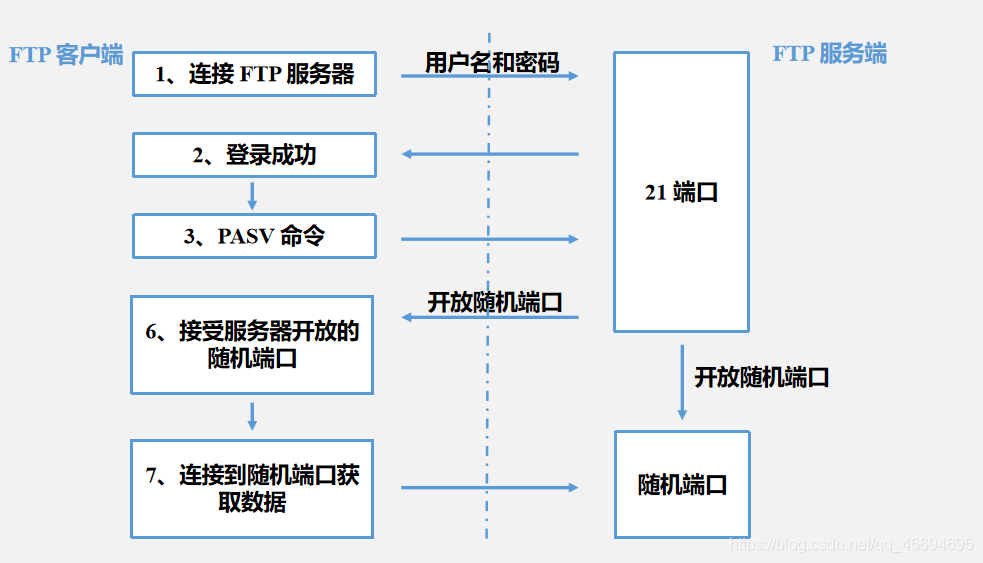 FTP 客户端
FTP 服务端
1、连接 FTP 服务器
用户名和密码
2、登录成功
21 端口
3、PASV 命令
开放随机端口
6、接受服务器开放的
随机端口
开放随机端口
7、连接到随机端口获
取数据
随机端口
https://blog.csdn.net/qq_45694695